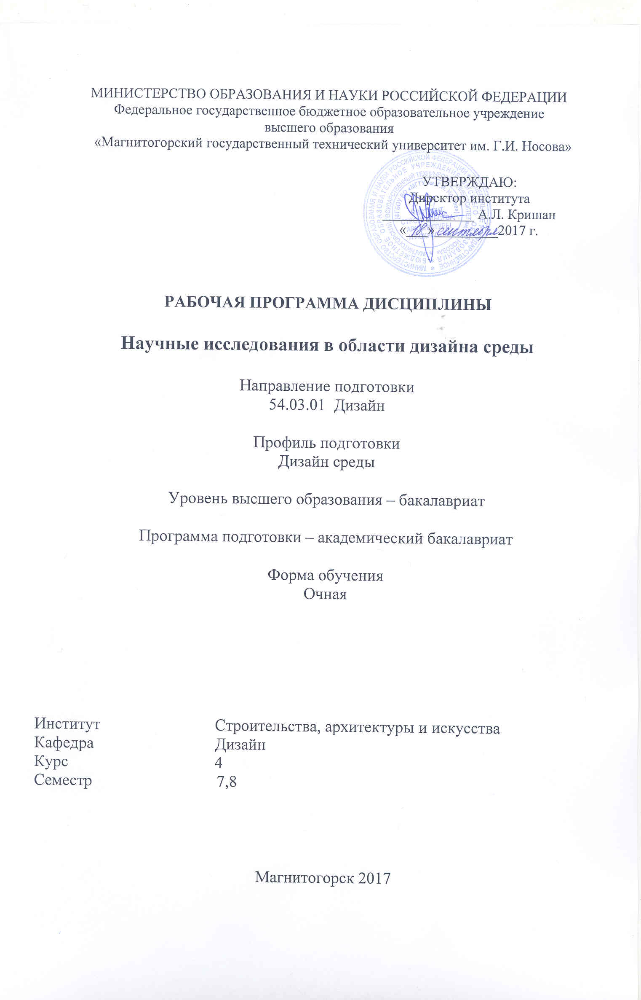 МИНИСТЕРСТВО ОБРАЗОВАНИЯ И НАУКИ РОССИЙСКОЙ ФЕДЕРАЦИИ
Федеральное государственное бюджетное образовательное учреждение
высшего образования
«Магнитогорский государственный технический университет им. Г.И. Носова»
УТВЕРЖДАЮ:
Директор института
А.Л. Кришан
«18» сентября 2017 г.
РАБОЧАЯ ПРОГРАММА ДИСЦИПЛИНЫ
Научные исследования в области дизайна среды
Направление подготовки
54.03.01 Дизайн
Профиль подготовки
Дизайн среды
Уровень высшего образования – бакалавриат
Программа подготовки – академический бакалавриат
Форма обучения
Очная
Институт Строительства, архитектуры и искусства
Кафедра Дизайн
Курс 4
Семестр 7,8
Магнитогорск 2017